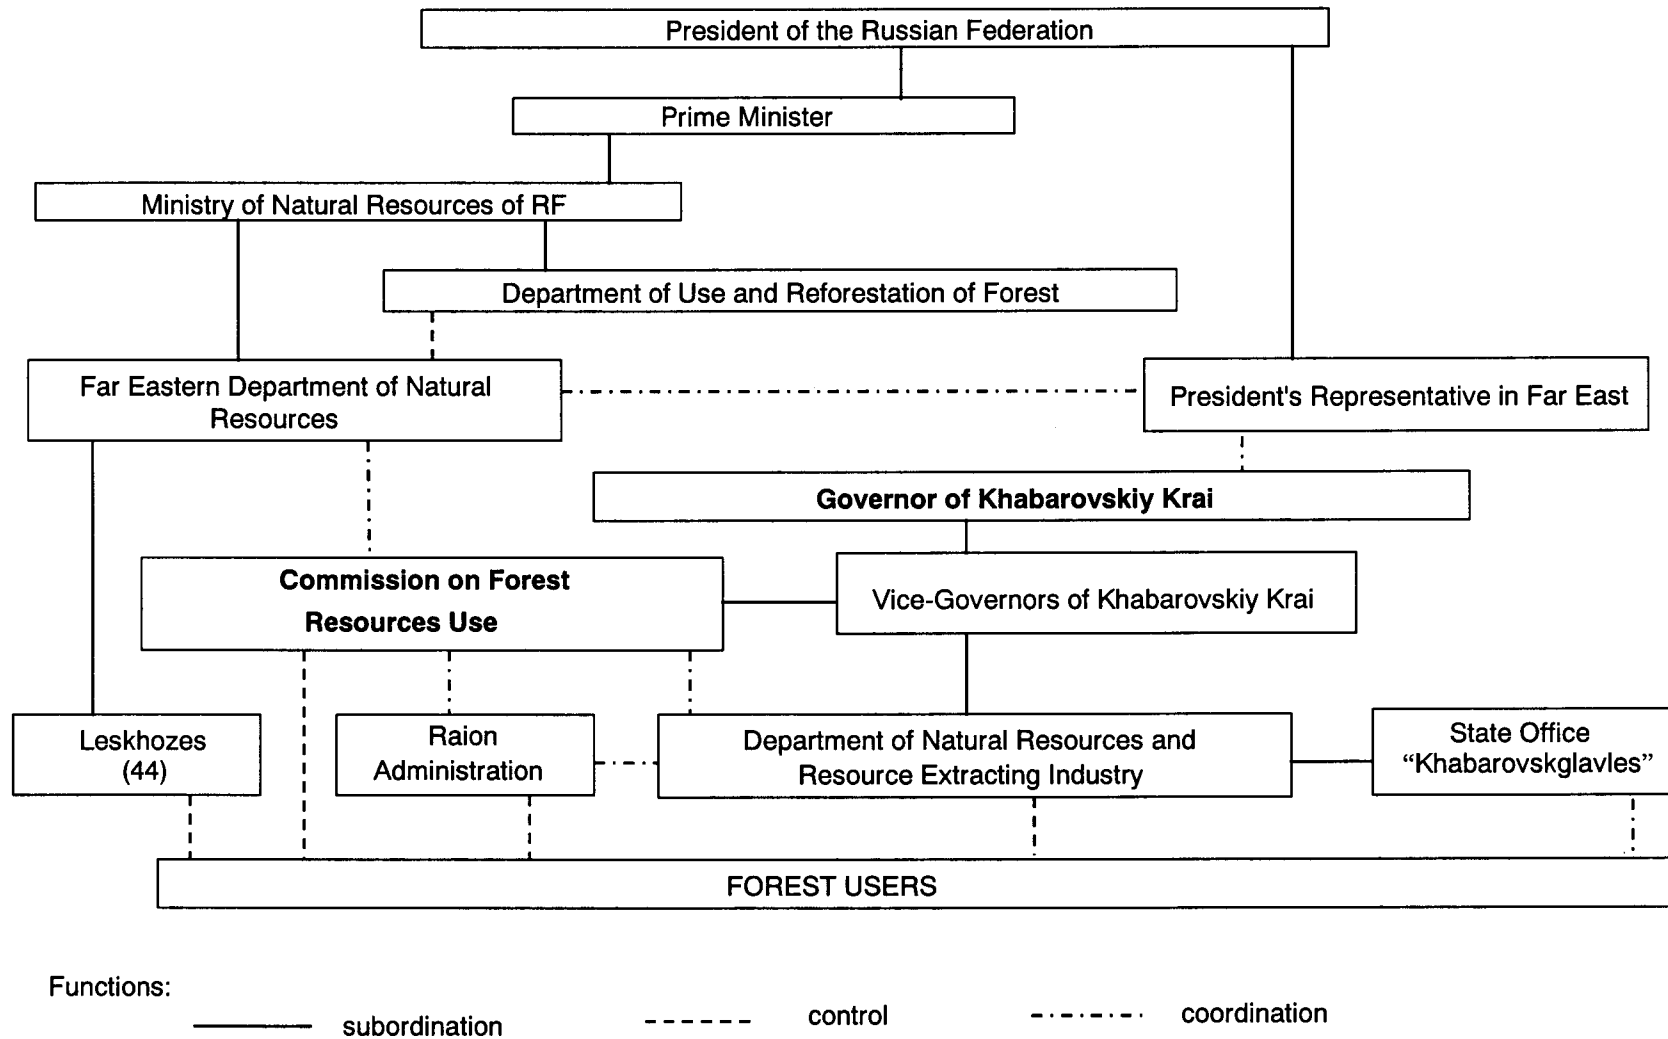 President of the Russian Federation
Prime Minister
Ministry of Natural Resources of RF
Department of Use and Reforestation of Forest
Far Eastern Department of Natural
Resources
President's Representative in Far East
Governor of Khabarovskiy Krai
Commission on Forest
Resources Use
Vice-Governors of Khabarovskiy Krai
Leskhozes
(44)
Raion
Administration
Department of Natural Resources and
Resource Extracting Industry
State Office
“Khabarovskglavles”
FOREST USERS
Functions:
subordination
control
coordination